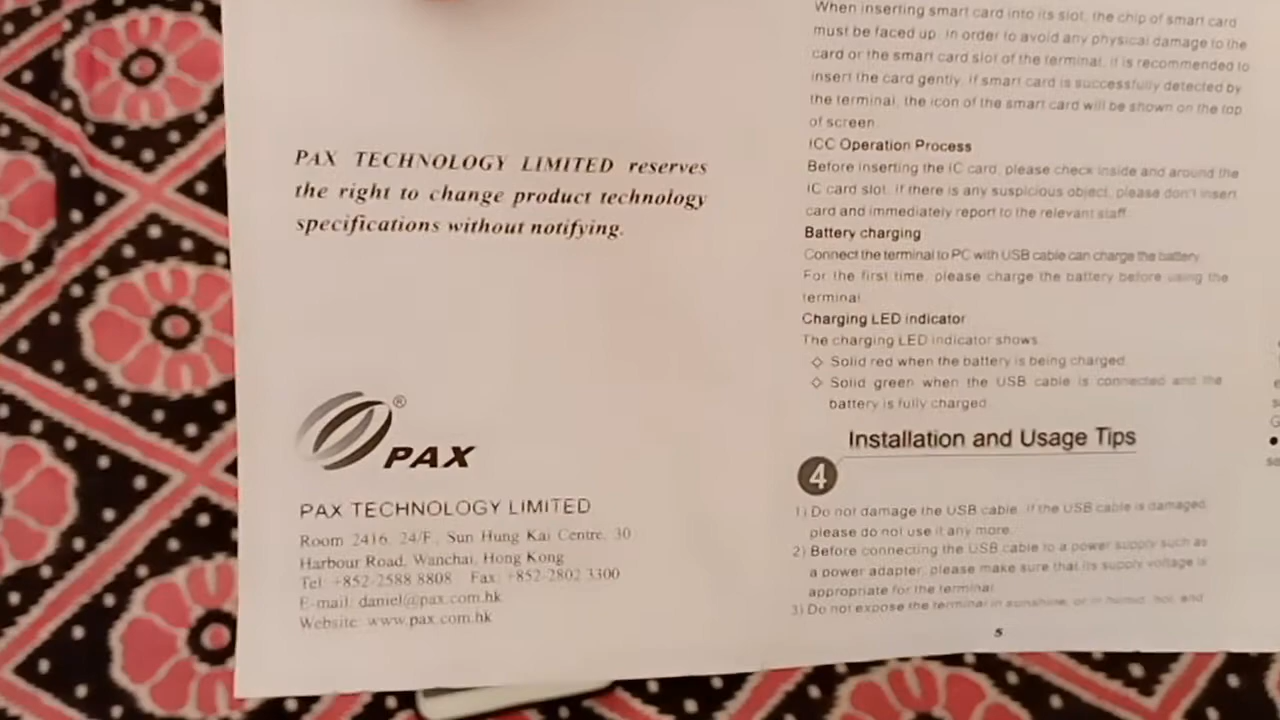 PAX TECHNOLOGY LIMITED reserves
the right to change product technology
specifications without notifying.
®
PAX
PAX TECHNOLOGY LIMITED
Room 2416, 24/F., Sun Hung Kai Centre, 30
Harbour Road, Wanchai, Hong Kong
Tel: +852-2588 8808 Fax: +852-2802 3300
E-mail: daniel@pax.com.hk
Website: www.pax.com.hk
When inserting smart card into its slot, the chip of smart card
must be faced up. In order to avoid any physical damage to the
card or the smart card slot of the terminal, it is recommended to
insert the card gently. If smart card is successfully detected by
the terminal, the icon of the smart card will be shown on the top
of screen.
ICC Operation Process
Before inserting the IC card, please check inside and around the
IC card slot. If there is any suspicious object, please don't insert
card and immediately report to the relevant staff.
Battery charging
Connect the terminal to PC with USB cable can charge the battery.
For the first time, please charge the battery before using the
terminal.
Charging LED indicator
The charging LED indicator shows
◇ Solid red when the battery is being charged.
◇ Solid green when the USB cable is connected and the
battery is fully charged.
4 Installation and Usage Tips
1) Do not damage the USB cable. If the USB cable is damaged,
please do not use it any more.
2) Before connecting the USB cable to a power supply such as
a power adapter, please make sure that its supply voltage is
appropriate for the terminal.
3) Do not expose the terminal in sunshine, or in humid, hot, and
5